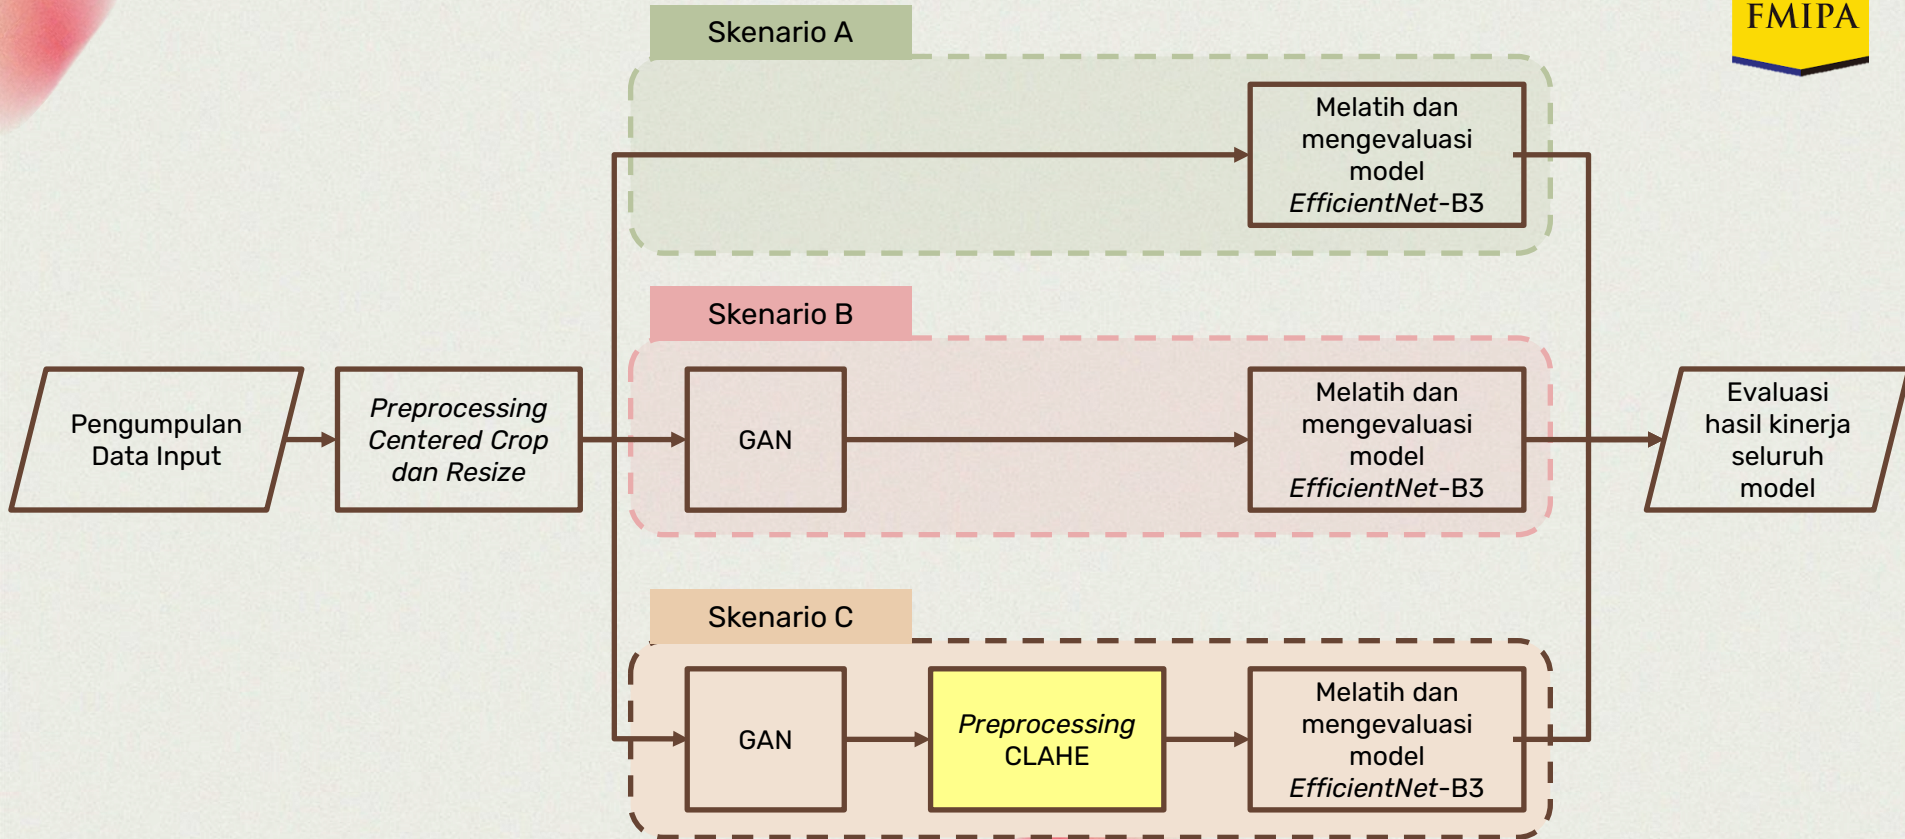 FMIPA
Skenario A
Melatih dan
mengevaluasi
model
EfficientNet-B3
Skenario B
Pengumpulan
Data Input
Preprocessing
Centered Crop
dan Resize
GAN
Melatih dan
mengevaluasi
model
EfficientNet-B3
Evaluasi
hasil kinerja
seluruh
model
Skenario C
GAN
Preprocessing
CLAHE
Melatih dan
mengevaluasi
model
EfficientNet-B3